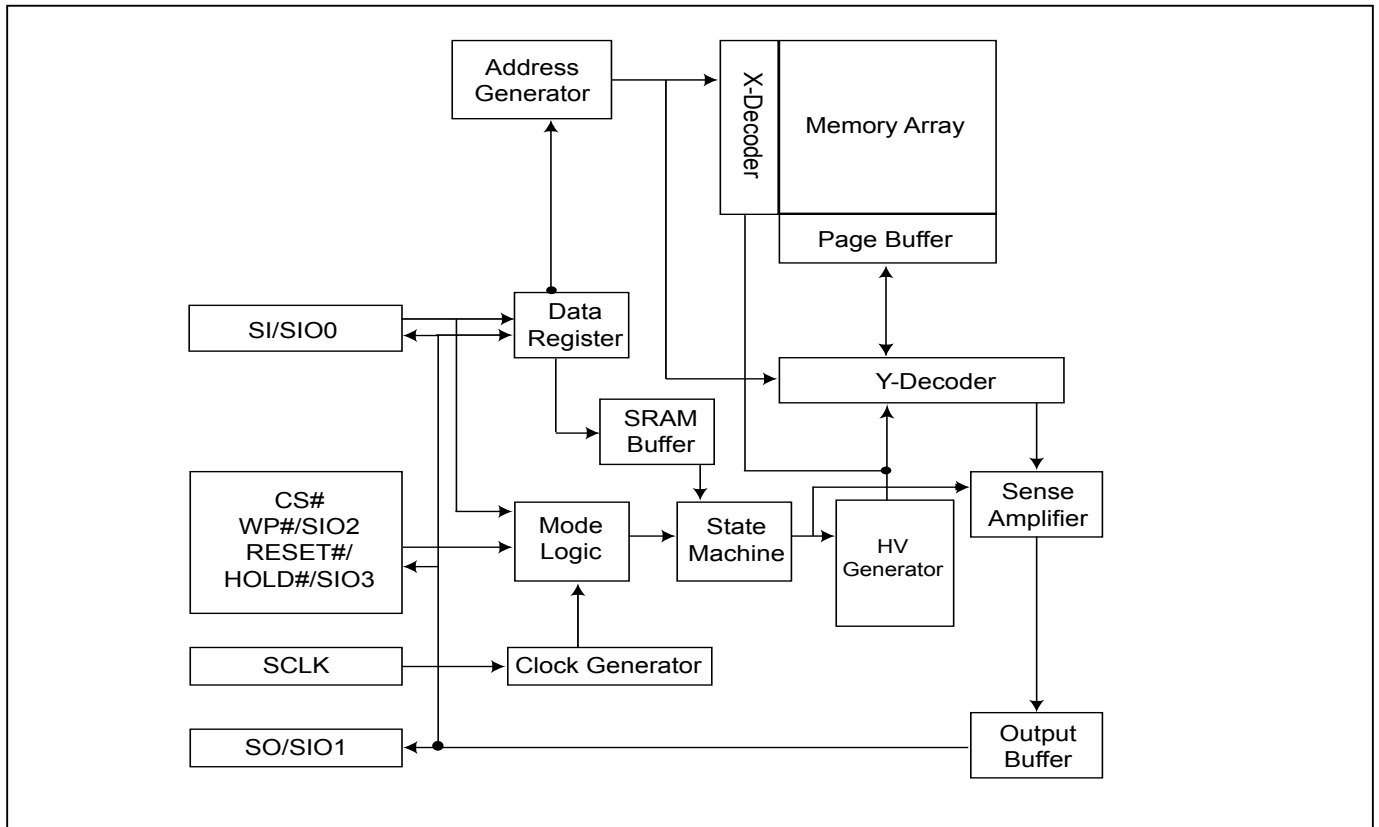 Address
Generator
X-Decoder
Memory Array
Page Buffer
SI/SIO0
Data
Register
Y-Decoder
SRAM
Buffer
CS#
WP#/SIO2
RESET#/
HOLD#/SIO3
Mode
Logic
State
Machine
HV
Generator
Sense
Amplifier
SCLK
Clock Generator
SO/SIO1
Output
Buffer